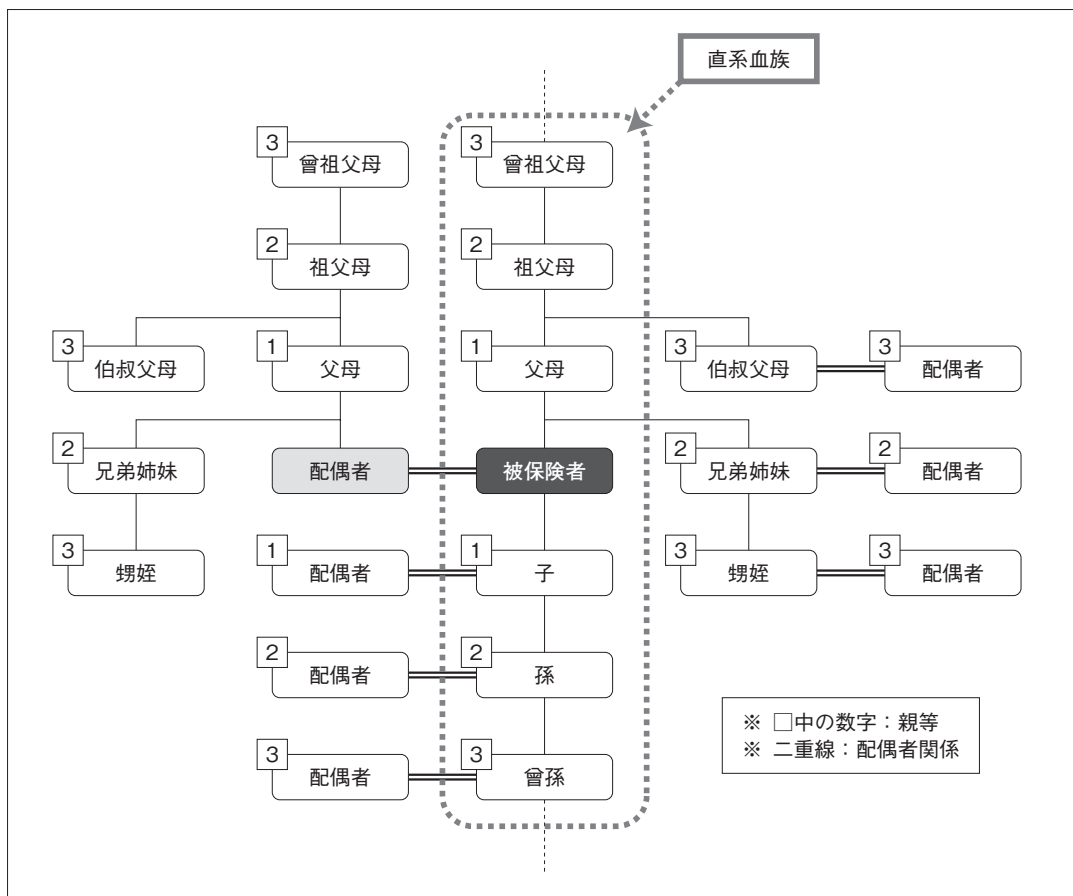 直系血族
3
曾祖父母
3
曾祖父母
2
祖父母
2
祖父母
3
伯叔父母
1
父母
1
父母
3
伯叔父母
3
配偶者
2
兄弟姉妹
配偶者
被保険者
2
兄弟姉妹
2
配偶者
3
甥姪
1
配偶者
1
子
3
甥姪
3
配偶者
2
配偶者
2
孫
3
配偶者
3
曾孫
※ □中の数字：親等
※ 二重線：配偶者関係